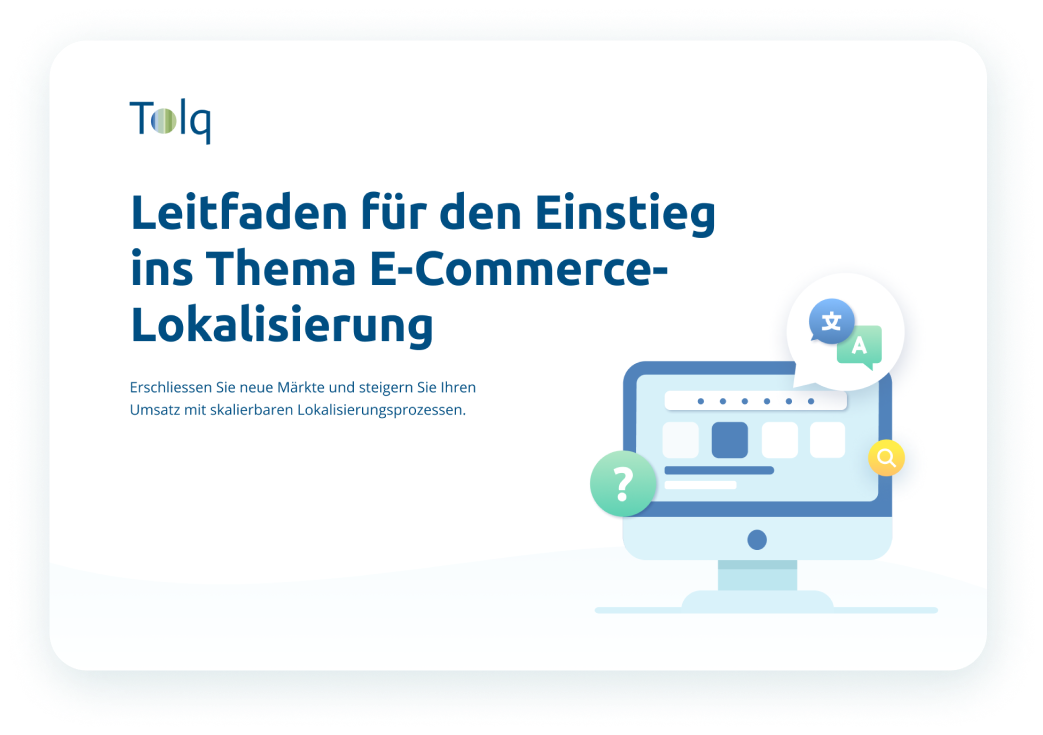 Tolq
Leitfaden für den Einstieg
ins Thema E-Commerce-
Lokalisierung
Erschliessen Sie neue Märkte und steigern Sie Ihren
Umsatz mit skalierbaren Lokalisierungsprozessen.
文
A
?